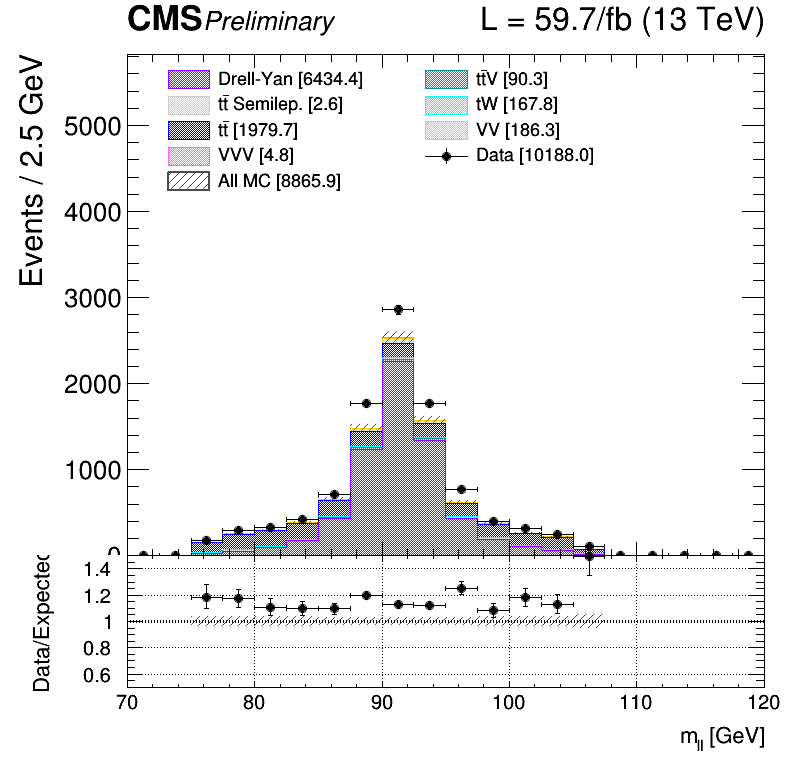 CMS Preliminary L = 59.7/fb (13 TeV)
Events / 2.5 GeV
Drell-Yan [6434.4]
tt̄ Semilep. [2.6]
tt̄ [1979.7]
VVV [4.8]
All MC [8865.9]
tt̄V [90.3]
tW [167.8]
VV [186.3]
Data [10188.0]
5000
4000
3000
2000
1000
0
Data/Expected
1.4
1.2
1
0.8
0.6
70 80 90 100 110 120
m_ll [GeV]